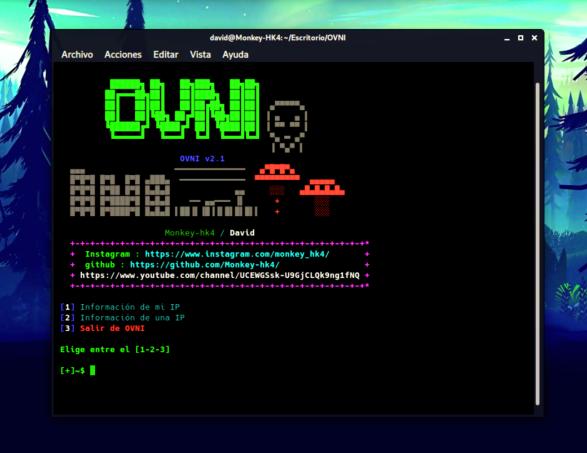 david@Monkey-HK4:~/Escritorio/OVNI
Archivo Acciones Editar Vista Ayuda
OVNI
OVNI v2.1
Monkey-hk4 / David
+-+-+-+-+-+-+-+-+-+-+-+-+-+-+-+-+-+-+-+-+-+-+-+-+-+-+-+-+*
+ Instagram : https://www.instagram.com/monkey_hk4/ +
+ github : https://github.com/Monkey-hk4/ +
+ https://www.youtube.com/channel/UCEWGSsk-U9GjCLQk9ng1fNQ +
+-+-+-+-+-+-+-+-+-+-+-+-+-+-+-+-+-+-+-+-+-+-+-+-+-+-+-+-+*
[1] Información de mi IP
[2] Información de una IP
[3] Salir de OVNI
Elige entre el [1-2-3]
[+]~$